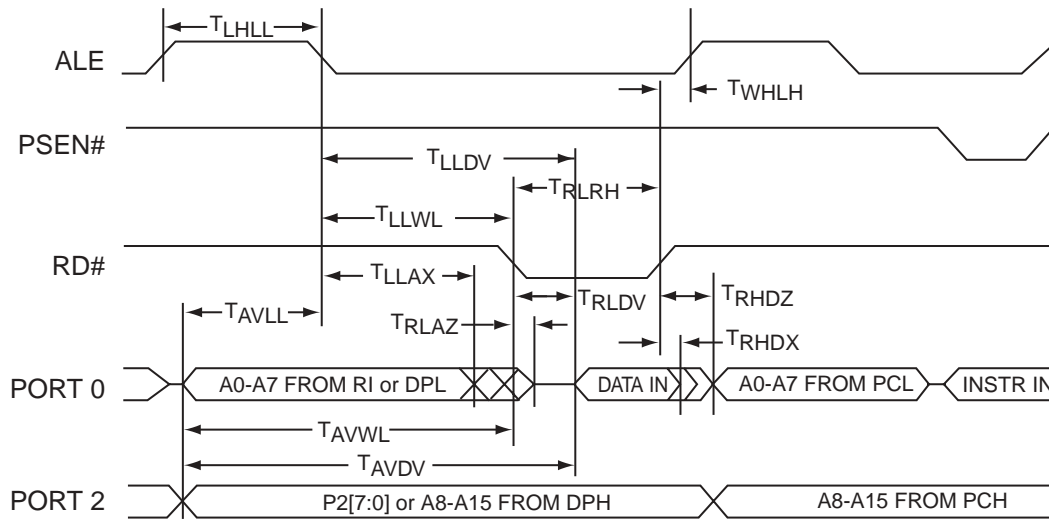 TLHLL
ALE
TWHLH
PSEN#
TLLDV
TRLRH
TLLWL
RD#
TLLAX
TRLDV
TRHDZ
TAVLL
TRLAZ
TRHDX
PORT 0
A0-A7 FROM RI or DPL
DATA IN
A0-A7 FROM PCL
INSTR IN
TAVWL
TAVDV
PORT 2
P2[7:0] or A8-A15 FROM DPH
A8-A15 FROM PCH